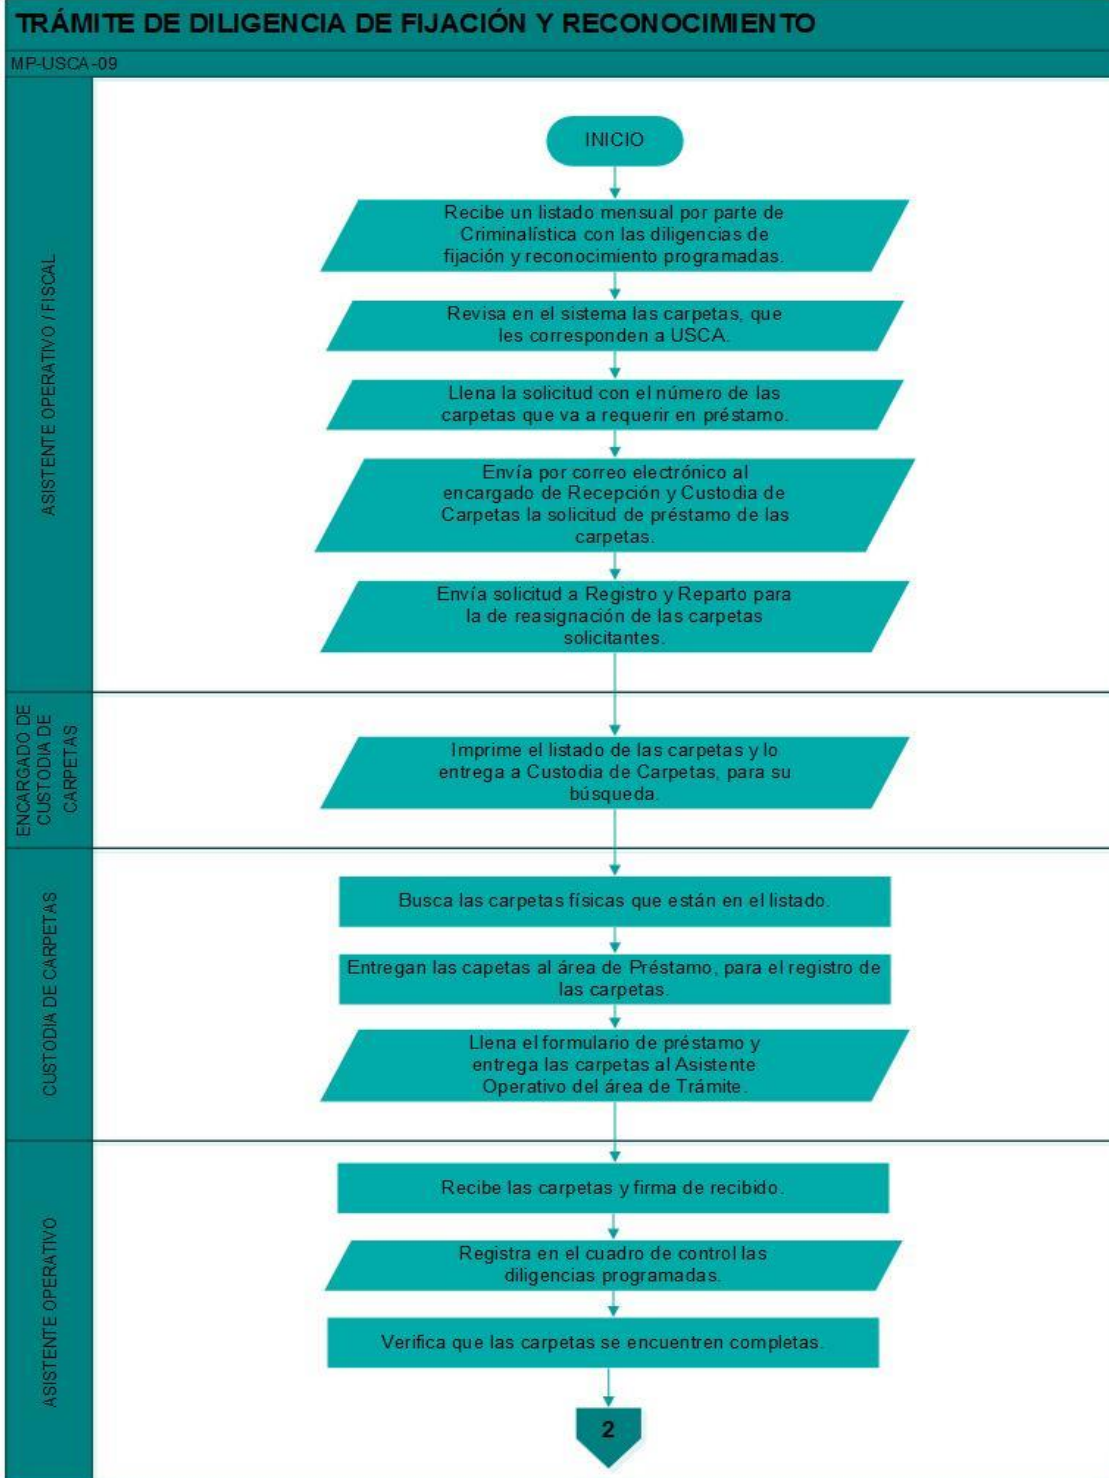 TRÁMITE DE DILIGENCIA DE FIJACIÓN Y RECONOCIMIENTO
MP-USCA-09
ASISTENTE OPERATIVO / FISCAL
INICIO
Recibe un listado mensual por parte de
Criminalística con las diligencias de
fijación y reconocimiento programadas.
Revisa en el sistema las carpetas, que
les corresponden a USCA.
Llena la solicitud con el número de las
carpetas que va a requerir en préstamo.
Envía por correo electrónico al
encargado de Recepción y Custodia de
Carpetas la solicitud de préstamo de las
carpetas.
Envía solicitud a Registro y Reparto para
la de reasignación de las carpetas
solicitantes.
ENCARGADO DE
CUSTODIA DE
CARPETAS
Imprime el listado de las carpetas y lo
entrega a Custodia de Carpetas, para su
búsqueda.
CUSTODIA DE CARPETAS
Busca las carpetas físicas que están en el listado.
Entregan las capetas al área de Préstamo, para el registro de
las carpetas.
Llena el formulario de préstamo y
entrega las carpetas al Asistente
Operativo del área de Trámite.
ASISTENTE OPERATIVO
Recibe las carpetas y firma de recibido.
Registra en el cuadro de control las
diligencias programadas.
Verifica que las carpetas se encuentren completas.
2